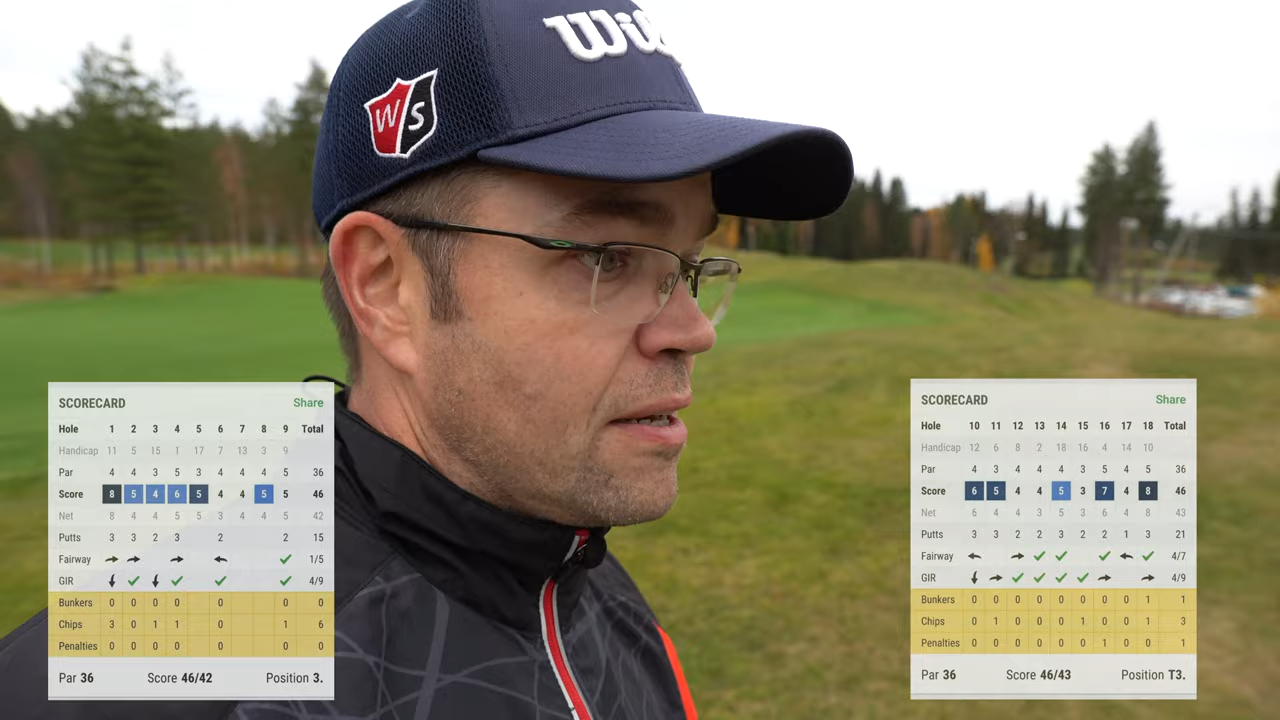 Wil
W S
SCORECARD Share
Hole 1 2 3 4 5 6 7 8 9 Total
Handicap 11 5 15 1 17 7 13 3 9
Par 4 4 3 5 3 4 4 4 5 36
Score 8 5 4 6 5 4 4 5 5 46
Net 8 4 4 5 5 3 4 4 5 42
Putts 3 3 2 3 2 2 15
Fairway 1/5
GIR 4/9
Bunkers 0 0 0 0 0 0 0
Chips 3 0 1 1 0 1 6
Penalties 0 0 0 0 0 0 0
Par 36 Score 46/42 Position 3.
SCORECARD Share
Hole 10 11 12 13 14 15 16 17 18 Total
Handicap 12 6 8 2 18 16 4 14 10
Par 4 3 4 4 4 3 5 4 5 36
Score 6 5 4 4 5 3 7 4 8 46
Net 6 4 4 3 5 3 6 4 8 43
Putts 3 3 2 2 3 2 2 1 3 21
Fairway 4/7
GIR 4/9
Bunkers 0 0 0 0 0 0 0 0 1 1
Chips 0 1 0 0 0 1 0 0 1 3
Penalties 0 0 0 0 0 0 1 0 0 1
Par 36 Score 46/43 Position T3.